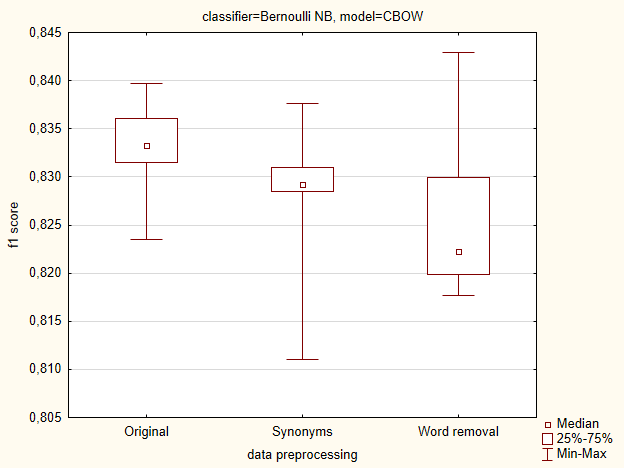 classifier=Bernoulli NB, model=CBOW
0,845
0,840
0,835
0,830
0,825
0,820
0,815
0,810
0,805
f1 score
Original Synonyms Word removal
data preprocessing
Median
25%-75%
Min-Max